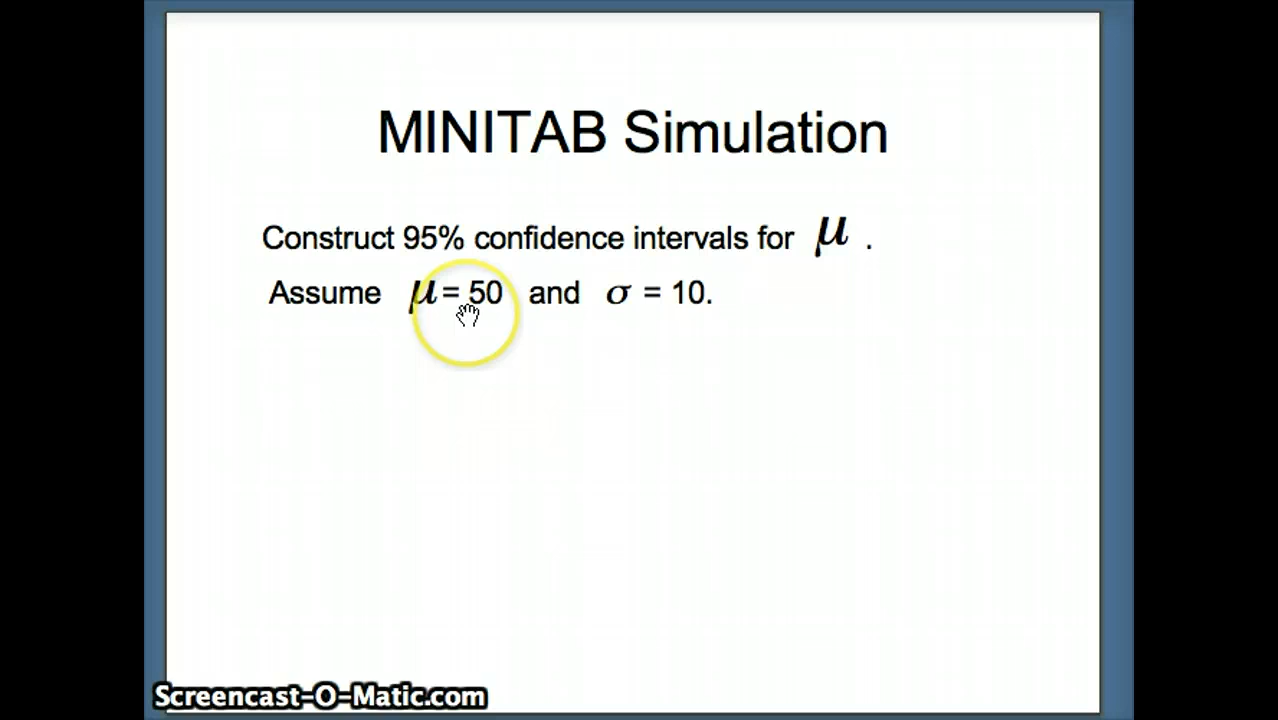 MINITAB Simulation
Construct 95% confidence intervals for μ .
Assume μ = 50 and σ = 10.
Screencast-O-Matic.com